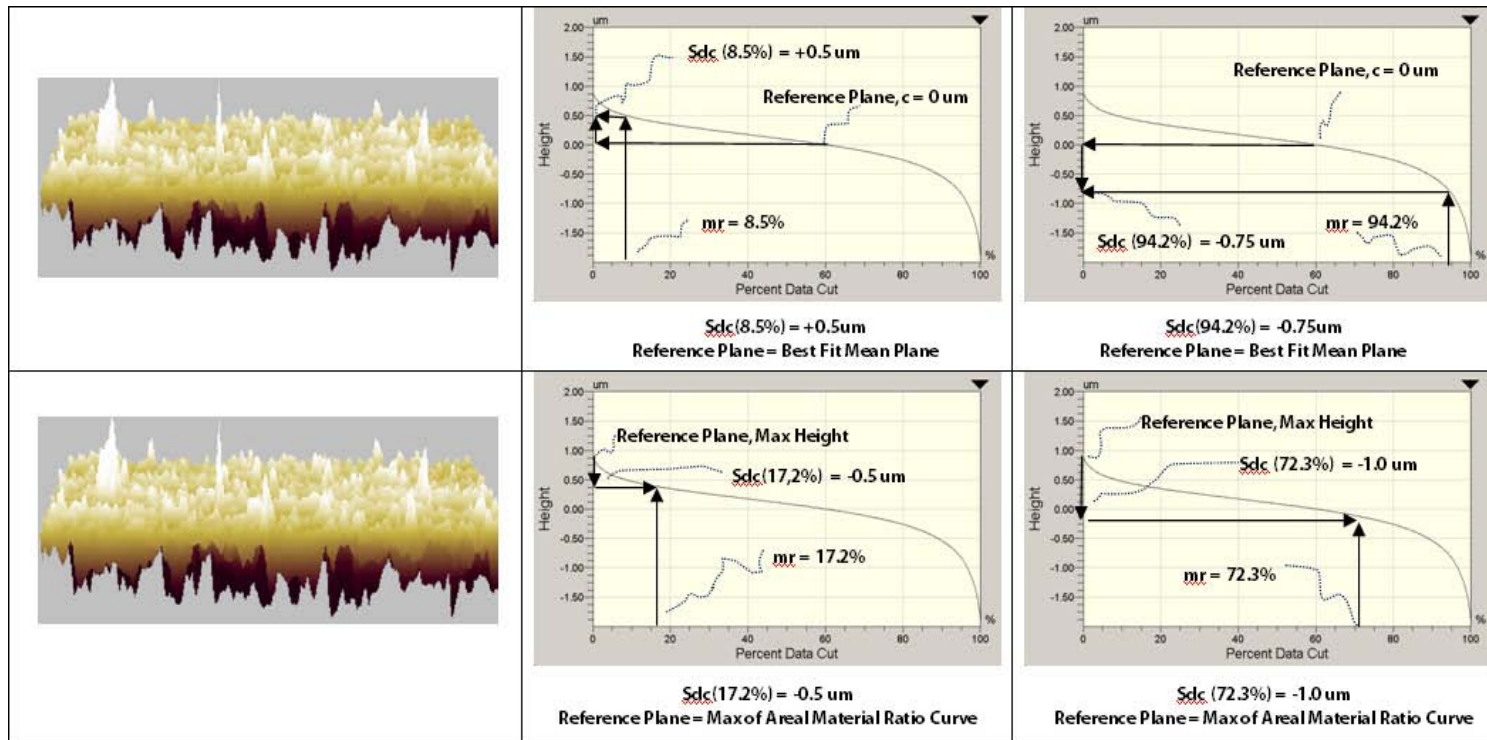 um
2.00
1.50
1.00
0.50
0.00
-0.50
-1.00
-1.50
Height
Sdc (8.5%) = +0.5 um
Reference Plane, c = 0 um
mr = 8.5%
%
0 20 40 60 80 100
Percent Data Cut
Sdc(8.5%) = +0.5um
Reference Plane = Best Fit Mean Plane
um
2.00
1.50
1.00
0.50
0.00
-0.50
-1.00
-1.50
Height
Reference Plane, c = 0 um
mr = 94.2%
Sdc (94.2%) = -0.75 um
%
0 20 40 60 80 100
Percent Data Cut
Sdc(94.2%) = -0.75um
Reference Plane = Best Fit Mean Plane
um
2.00
1.50
1.00
0.50
0.00
-0.50
-1.00
-1.50
Height
Reference Plane, Max Height
Sdc(17,2%) = -0.5 um
mr = 17.2%
%
0 20 40 60 80 100
Percent Data Cut
Sdc(17.2%) = -0.5 um
Reference Plane = Max of Areal Material Ratio Curve
um
2.00
1.50
1.00
0.50
0.00
-0.50
-1.00
-1.50
Height
Reference Plane, Max Height
Sdc (72.3%) = -1.0 um
mr = 72.3%
%
0 20 40 60 80 100
Percent Data Cut
Sdc (72.3%) = -1.0 um
Reference Plane = Max of Areal Material Ratio Curve